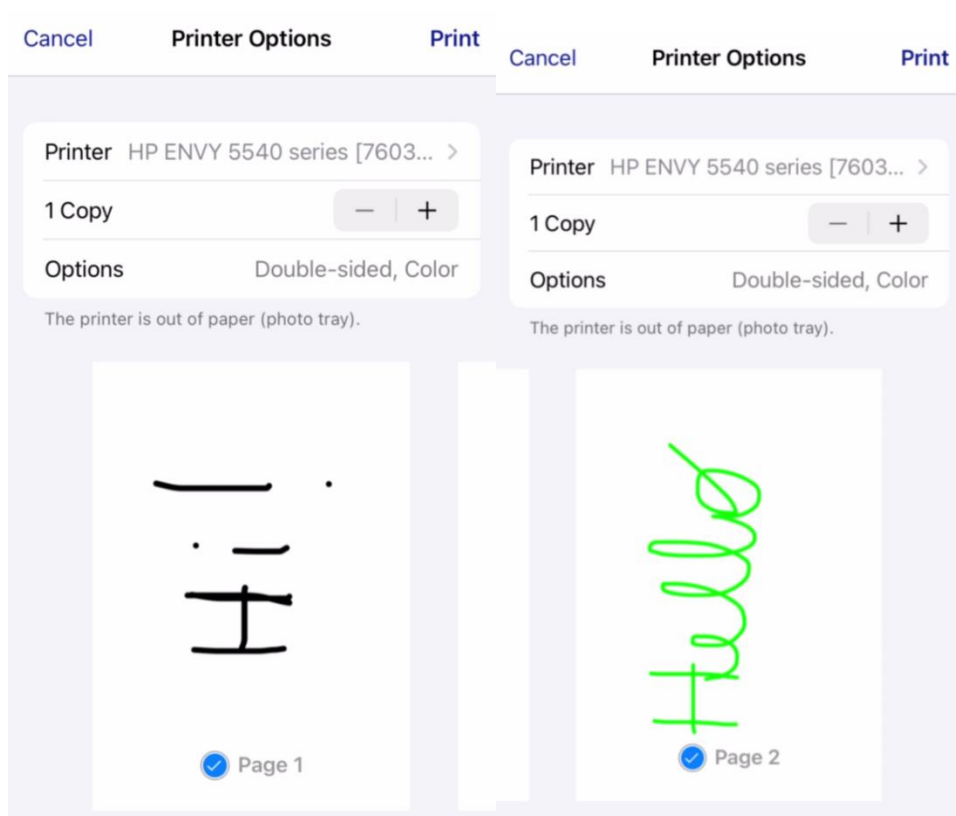 Cancel Printer Options Print
Printer HP ENVY 5540 series [7603...
1 Copy
Options Double-sided, Color
The printer is out of paper (photo tray).
Hi!
Page 1
Cancel Printer Options Print
Printer HP ENVY 5540 series [7603...
1 Copy
Options Double-sided, Color
The printer is out of paper (photo tray).
Hello
Page 2